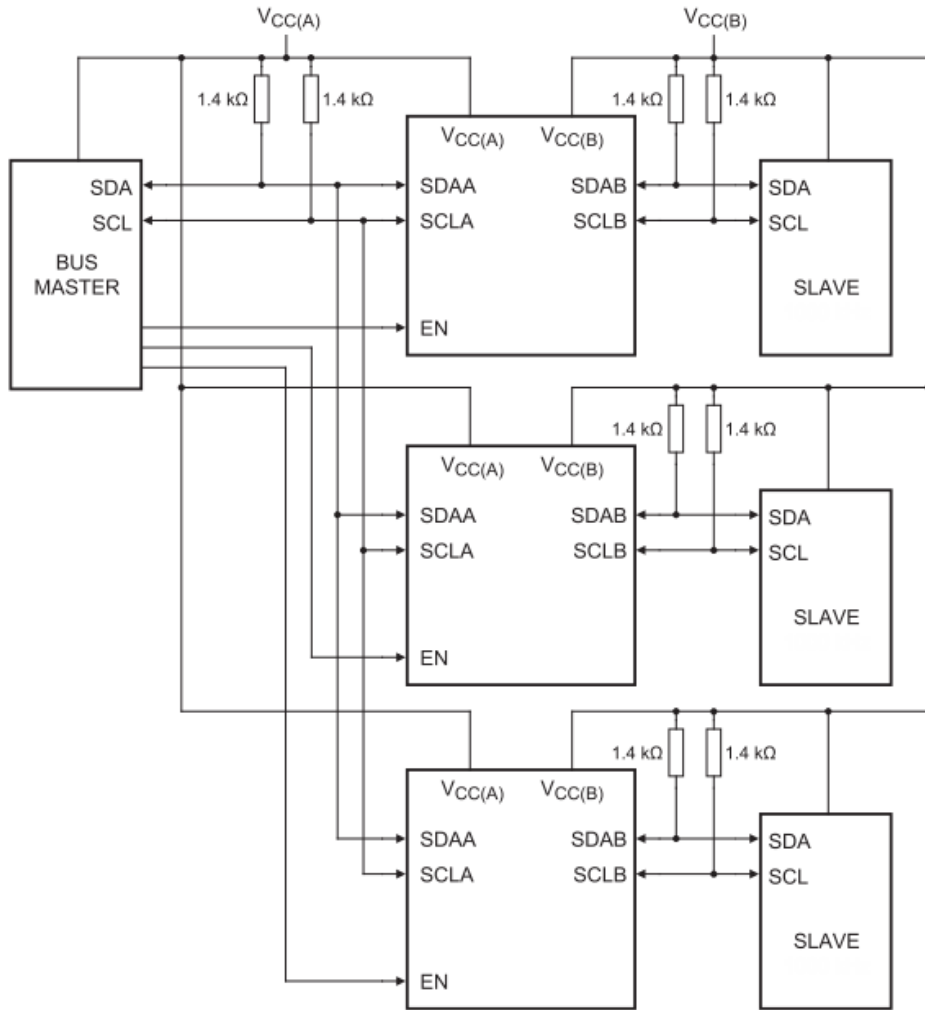 VCC(A)
VCC(B)
1.4 kΩ
1.4 kΩ
1.4 kΩ
1.4 kΩ
VCC(A)
VCC(B)
SDA
SCL
BUS
MASTER
SDAA
SCLA
EN
SDAB
SCLB
SDA
SCL
SLAVE
1.4 kΩ
1.4 kΩ
VCC(A)
VCC(B)
SDAA
SCLA
EN
SDAB
SCLB
SDA
SCL
SLAVE
1.4 kΩ
1.4 kΩ
VCC(A)
VCC(B)
SDAA
SCLA
EN
SDAB
SCLB
SDA
SCL
SLAVE